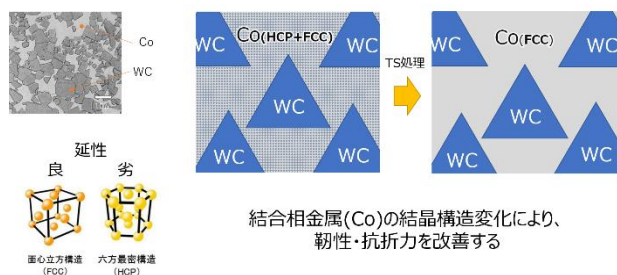 Co
WC
延性
良 劣
面心立方構造
(FCC)
六方最密構造
(HCP)
WC Co(HCP+FCC) WC
WC
WC WC
TS処理
WC Co(FCC) WC
WC
WC WC
結合相金属(Co)の結晶構造変化により、
靭性・抗折力を改善する